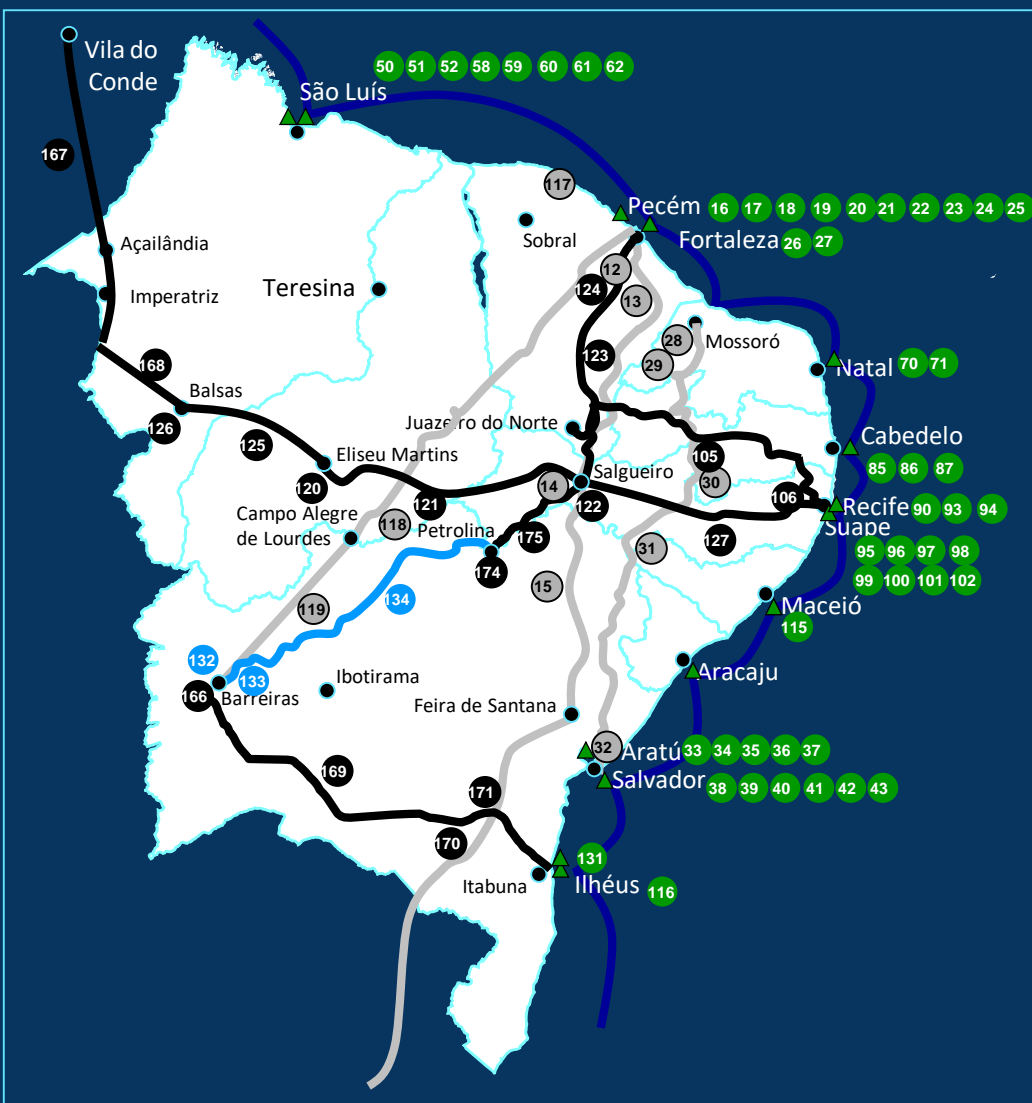 Vila do
Conde
50 51 52 58 59 60 61 62
São Luís
167
117
Pecém 16 17 18 19 20 21 22 23 24 25
Sobral
Fortaleza 26 27
Açailândia
12
Teresina
124
13
Imperatriz
28
Mossoró
123
29
168
Natal 70 71
Balsas
126
Juazeiro do Norte
125
Cabedelo
Eliseu Martins
105
85 86 87
Salgueiro
120
14
30
106
121
122
Recife 90 93 94
Campo Alegre
de Lourdes
118
Petrolina
Suape
175
127
31
95 96 97 98
174
15
99 100 101 102
134
119
Maceió
115
132
133
Aracaju
166
Barreiras
Ibotirama
Feira de Santana
32
Aratú 33 34 35 36 37
169
Salvador 38 39 40 41 42 43
171
170
131
Itabuna
Ilhéus 116